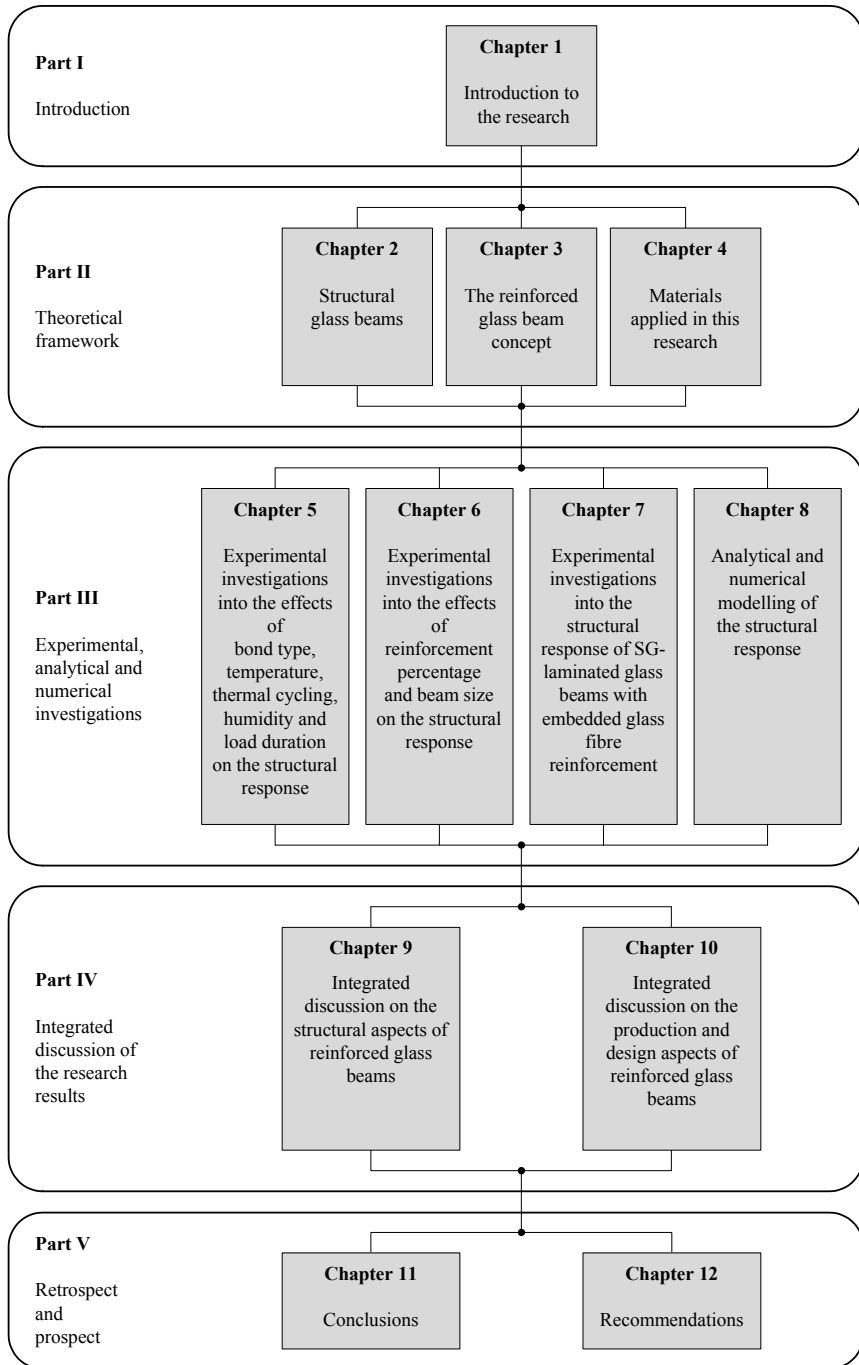 Part I
Introduction
Chapter 1
Introduction to
the research
Part II
Theoretical
framework
Chapter 2
Structural
glass beams
Chapter 3
The reinforced
glass beam
concept
Chapter 4
Materials
applied in this
research
Part III
Experimental,
analytical and
numerical
investigations
Chapter 5
Experimental
investigations
into the effects
of
bond type,
temperature,
thermal cycling,
humidity and
load duration
on the structural
response
Chapter 6
Experimental
investigations
into the effects
of
reinforcement
percentage
and beam size
on the structural
response
Chapter 7
Experimental
investigations
into the
structural
response of SG-
laminated glass
beams with
embedded glass
fibre
reinforcement
Chapter 8
Analytical and
numerical
modelling of
the structural
response
Part IV
Integrated
discussion of
the research
results
Chapter 9
Integrated
discussion on the
structural aspects of
reinforced glass
beams
Chapter 10
Integrated
discussion on the
production and
design aspects of
reinforced glass
beams
Part V
Retrospect
and
prospect
Chapter 11
Conclusions
Chapter 12
Recommendations